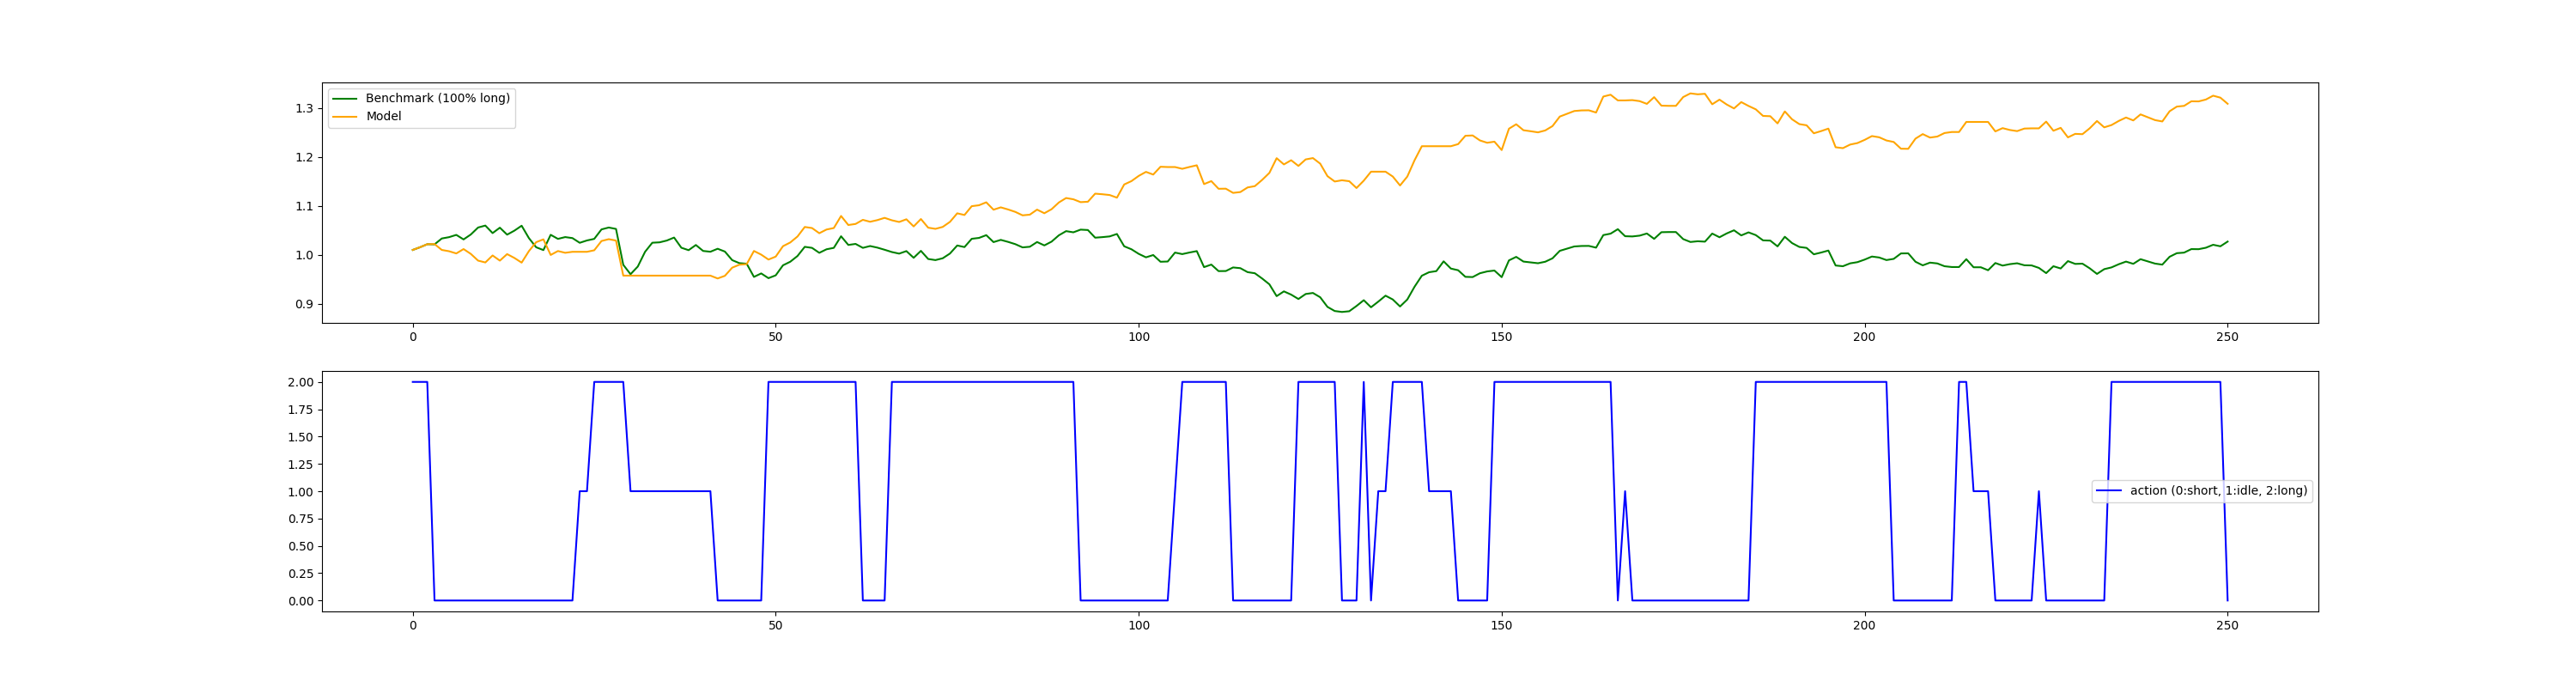 Benchmark (100% long)
Model
1.3
1.2
1.1
1.0
0.9
0 50 100 150 200 250
2.00
1.75
1.50
1.25
1.00
0.75
0.50
0.25
0.00
action (0:short, 1:idle, 2:long)
0 50 100 150 200 250